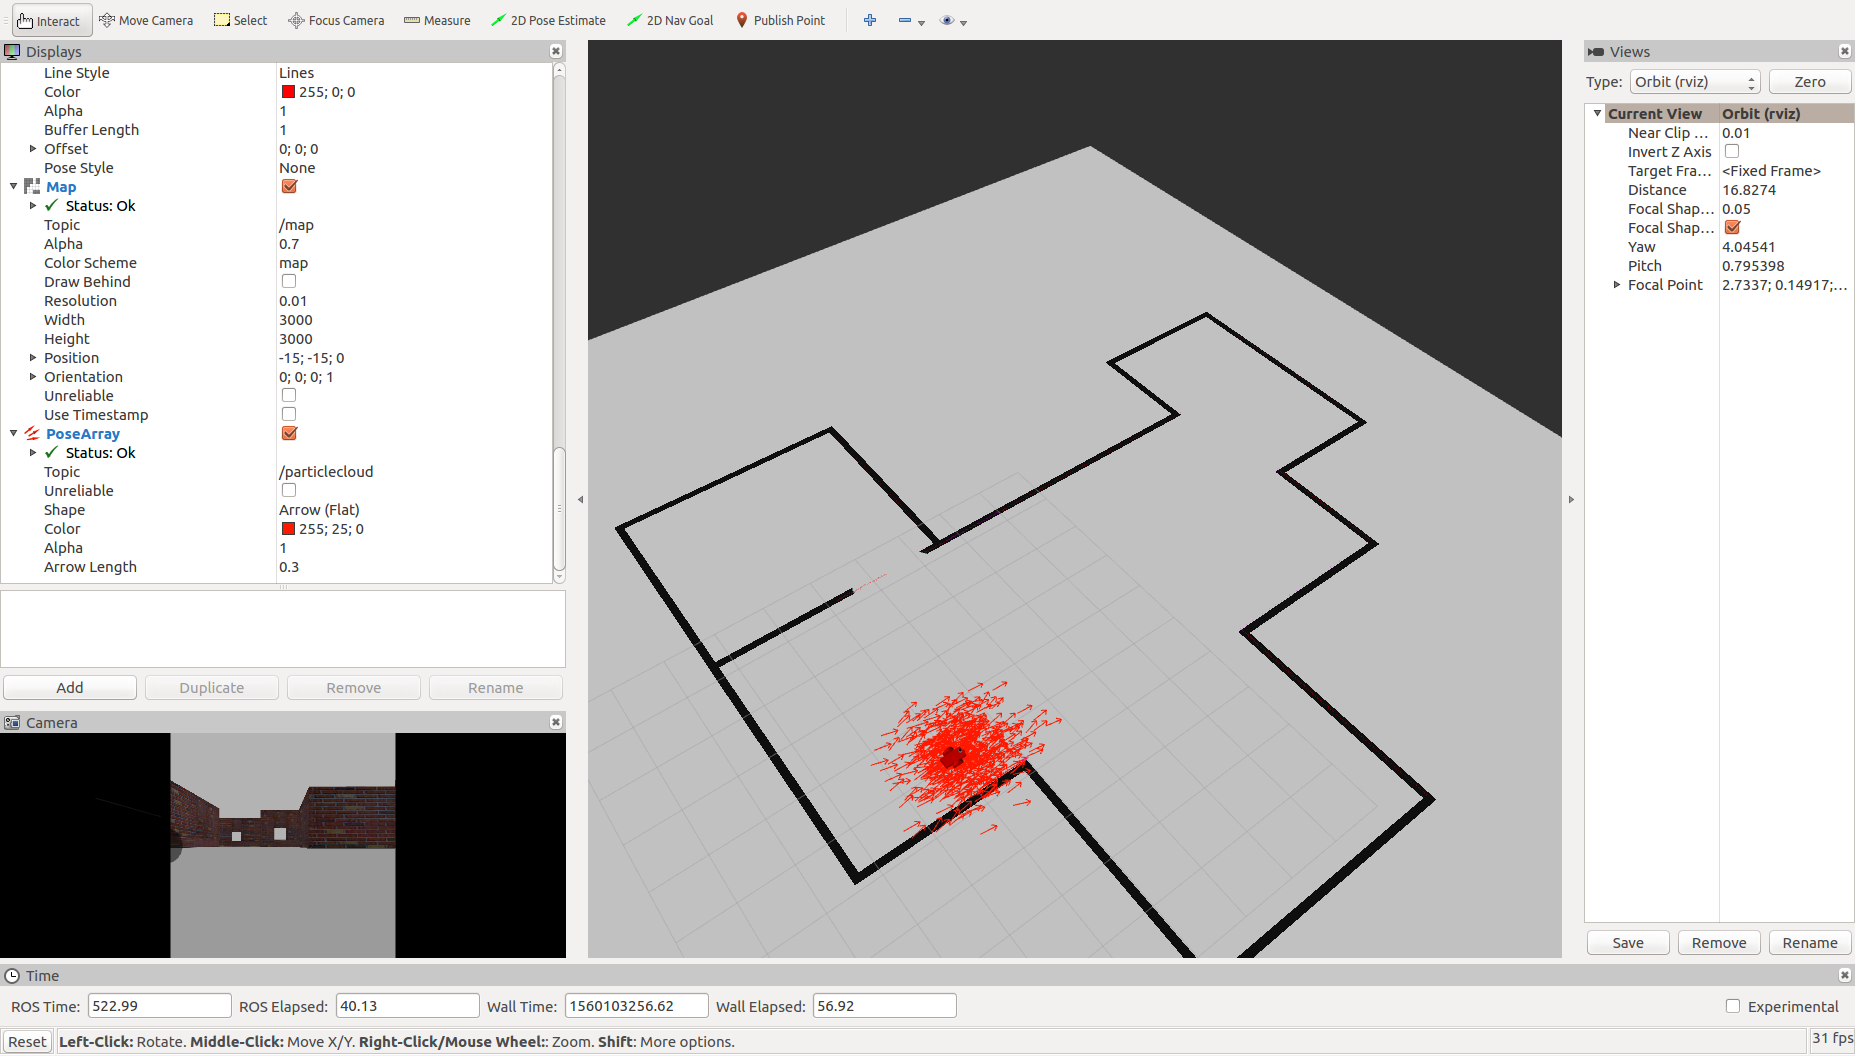 Interact Move Camera Select Focus Camera Measure 2D Pose Estimate 2D Nav Goal Publish Point
Displays
Line Style Lines
Color 255; 0; 0
Alpha 1
Buffer Length 1
Offset 0; 0; 0
Pose Style None
Map
Status: Ok
Topic /map
Alpha 0.7
Color Scheme map
Draw Behind
Resolution 0.01
Width 3000
Height 3000
Position -15; -15; 0
Orientation 0; 0; 0; 1
Unreliable
Use Timestamp
PoseArray
Status: Ok
Topic /particlecloud
Unreliable
Shape Arrow (Flat)
Color 255; 25; 0
Alpha 1
Arrow Length 0.3
Add Duplicate Remove Rename
Camera
Views
Type: Orbit (rviz) Zero
Current View Orbit (rviz)
Near Clip ... 0.01
Invert Z Axis
Target Fra... <Fixed Frame>
Distance 16.8274
Focal Shap... 0.05
Focal Shap...
Yaw 4.04541
Pitch 0.795398
Focal Point 2.7337; 0.14917;...
Save Remove Rename
Time
ROS Time: 522.99 ROS Elapsed: 40.13 Wall Time: 1560103256.62 Wall Elapsed: 56.92 Experimental
Reset Left-Click: Rotate. Middle-Click: Move X/Y. Right-Click/Mouse Wheel:: Zoom. Shift: More options. 31 fps